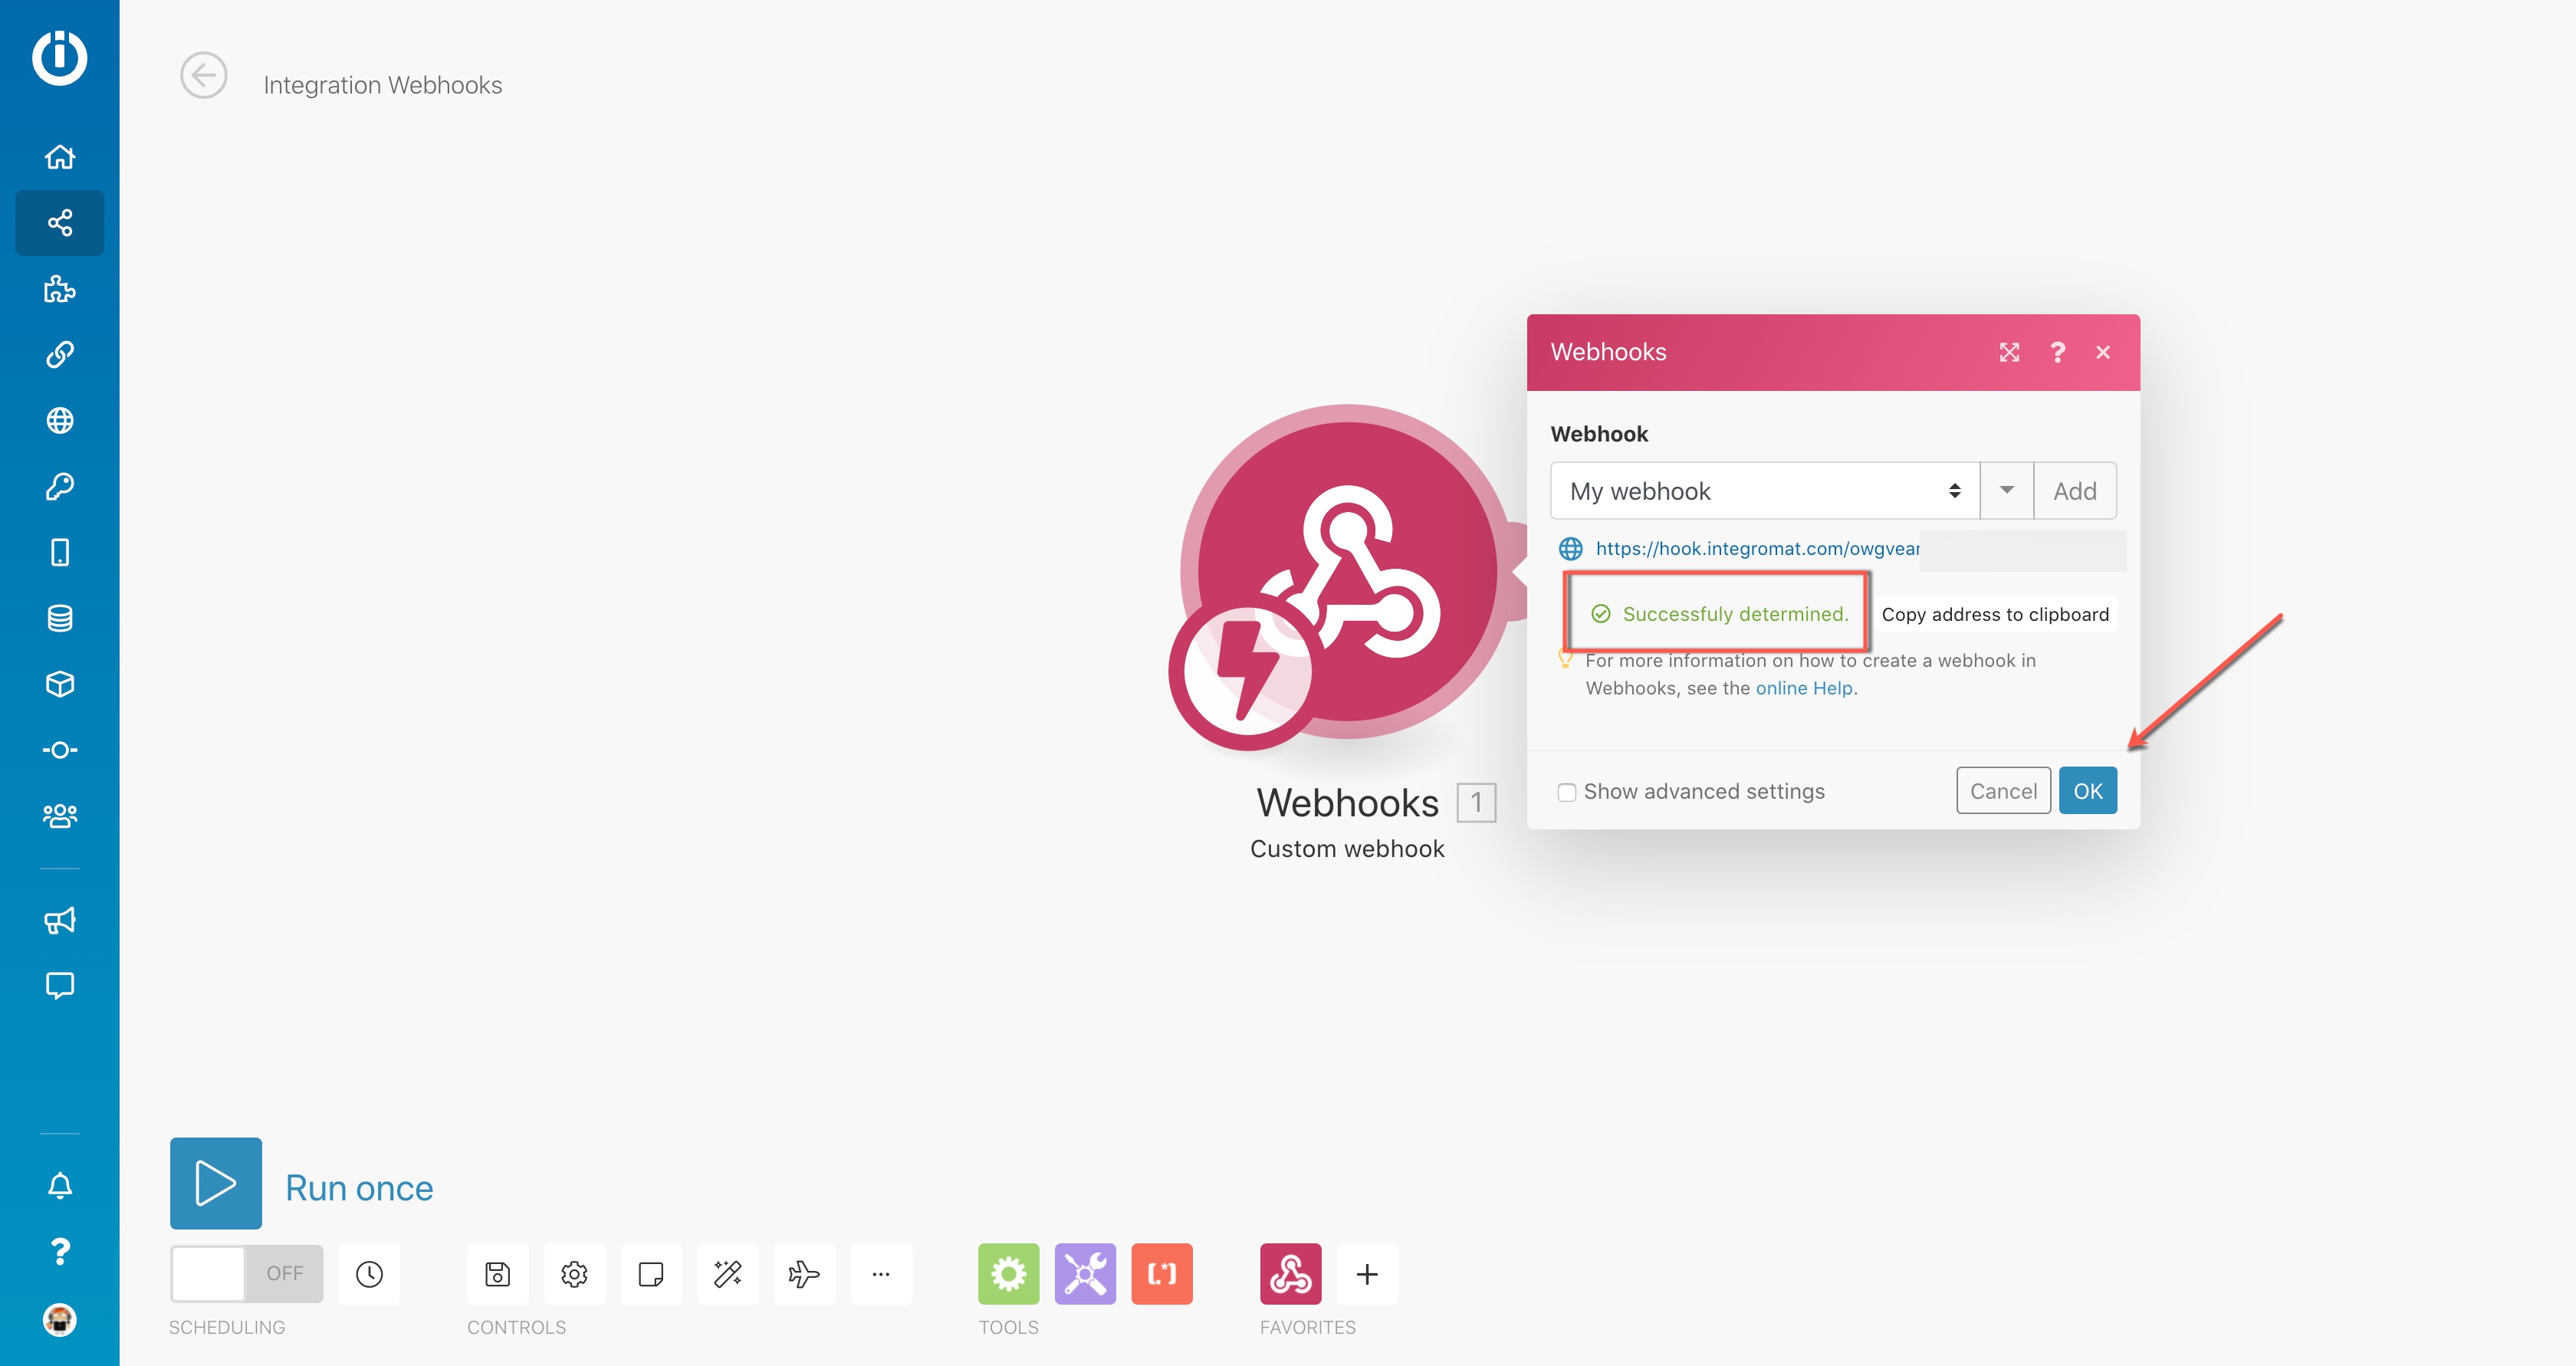 Integration Webhooks
Webhooks
Webhook
My webhook
Add
https://hook.integromat.com/owgvear
Successfuly determined.
Copy address to clipboard
For more information on how to create a webhook in
Webhooks, see the online Help.
Show advanced settings
Cancel
OK
Webhooks 1
Custom webhook
Run once
OFF
SCHEDULING
CONTROLS
TOOLS
FAVORITES